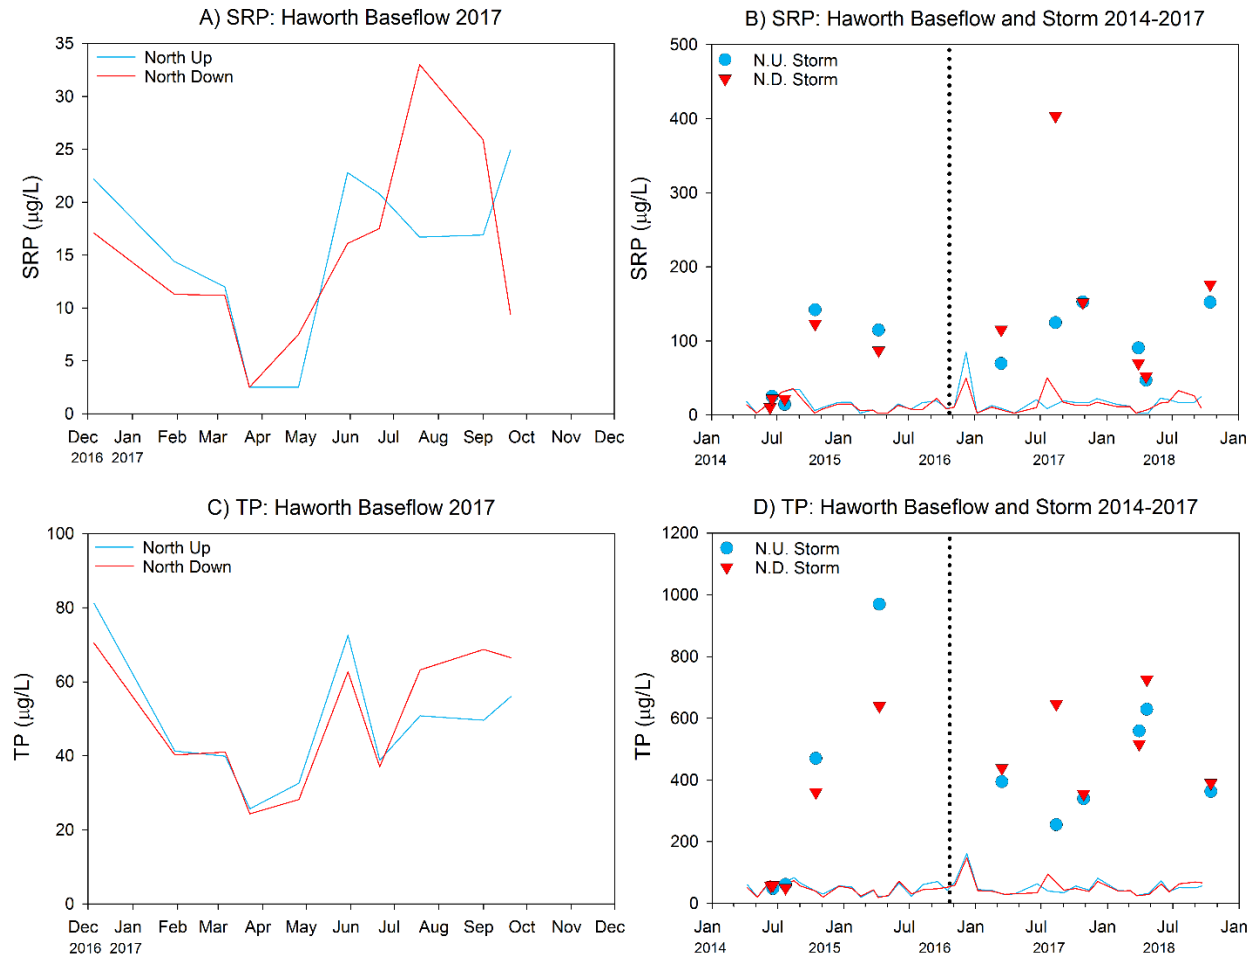 A) SRP: Haworth Baseflow 2017
35
30
25
20
15
10
5
0
SRP (µg/L)
North Up
North Down
Dec Jan Feb Mar Apr May Jun Jul Aug Sep Oct Nov Dec
2016 2017
B) SRP: Haworth Baseflow and Storm 2014-2017
500
400
300
200
100
0
SRP (µg/L)
N.U. Storm
N.D. Storm
Jan Jul Jan Jul Jan Jul Jan Jul Jan
2014 2015 2016 2017 2018
C) TP: Haworth Baseflow 2017
100
80
60
40
20
0
TP (µg/L)
North Up
North Down
Dec Jan Feb Mar Apr May Jun Jul Aug Sep Oct Nov Dec
2016 2017
D) TP: Haworth Baseflow and Storm 2014-2017
1200
1000
800
600
400
200
0
TP (µg/L)
N.U. Storm
N.D. Storm
Jan Jul Jan Jul Jan Jul Jan Jul Jan
2014 2015 2016 2017 2018